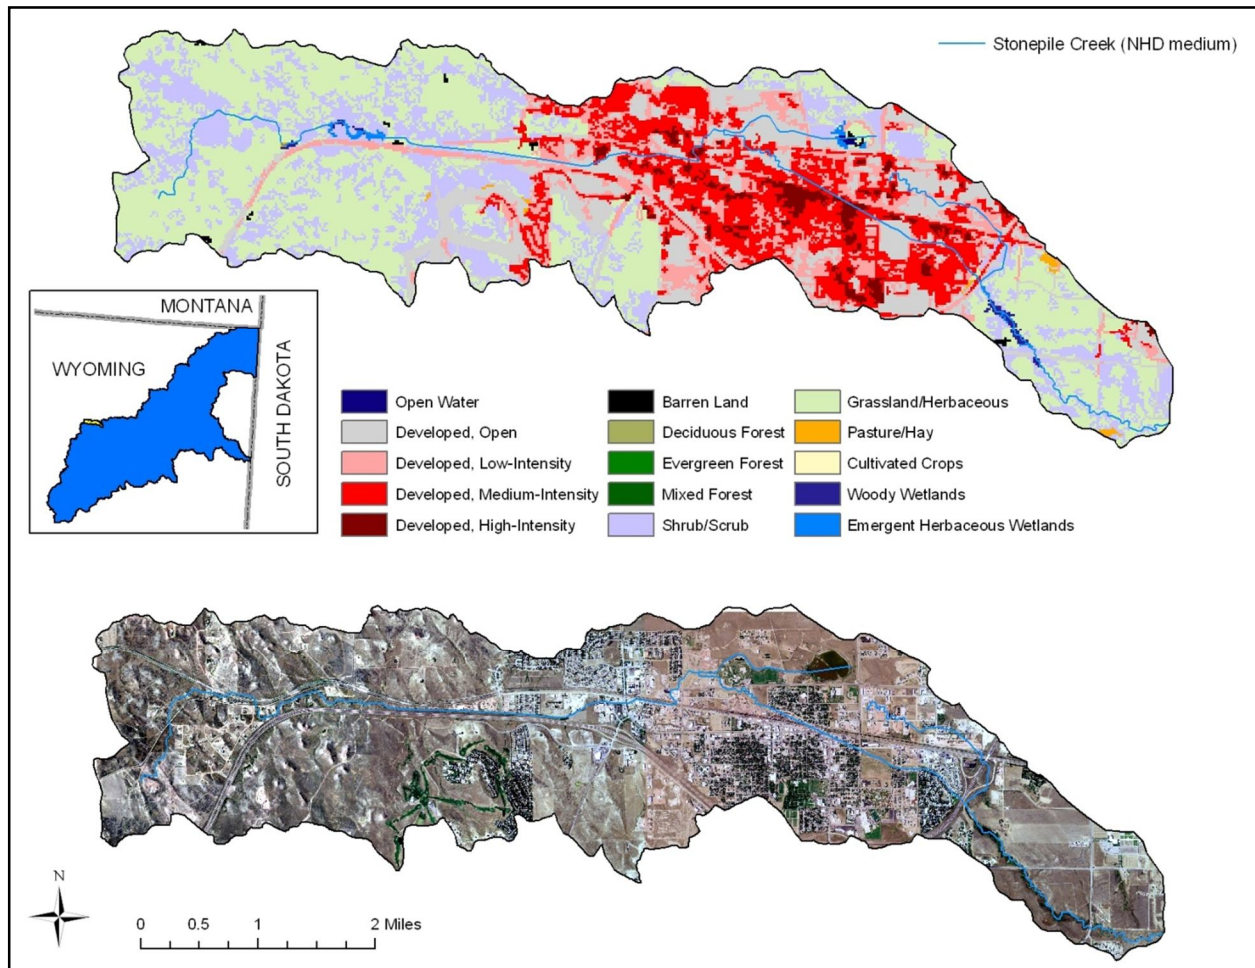 Stonepile Creek (NHD medium)
MONTANA
WYOMING
SOUTH DAKOTA
Open Water
Developed, Open
Developed, Low-Intensity
Developed, Medium-Intensity
Developed, High-Intensity
Barren Land
Deciduous Forest
Evergreen Forest
Mixed Forest
Shrub/Scrub
Grassland/Herbaceous
Pasture/Hay
Cultivated Crops
Woody Wetlands
Emergent Herbaceous Wetlands
N
0 0.5 1 2 Miles